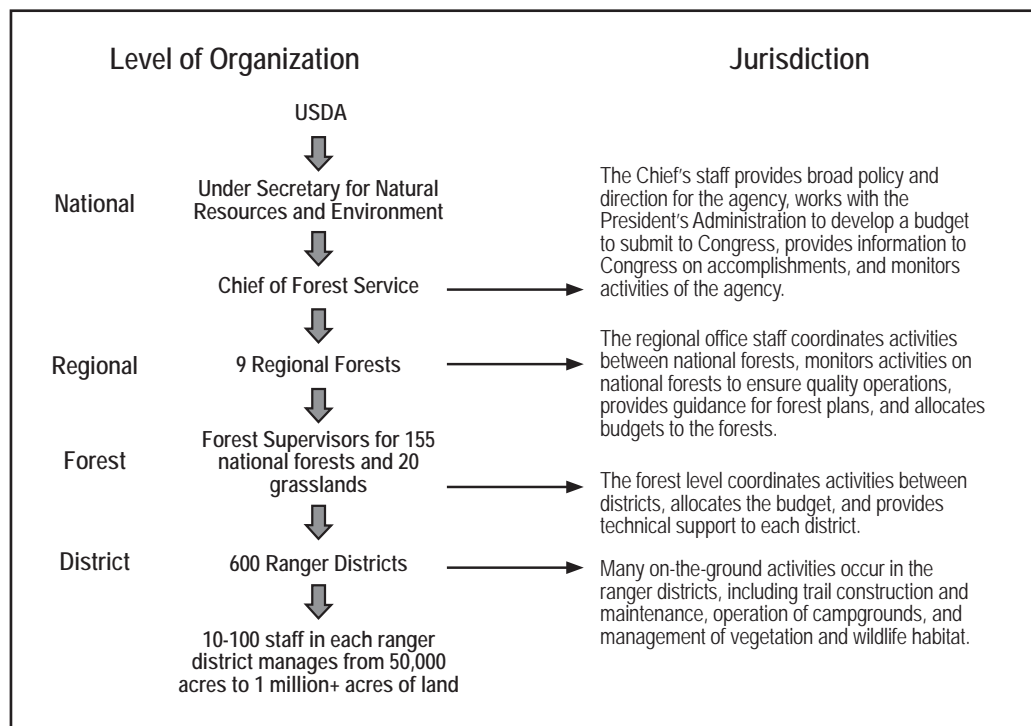 Level of Organization
Jurisdiction
USDA
National
Under Secretary for Natural
Resources and Environment
Chief of Forest Service
The Chief’s staff provides broad policy and
direction for the agency, works with the
President’s Administration to develop a budget
to submit to Congress, provides information to
Congress on accomplishments, and monitors
activities of the agency.
Regional
9 Regional Forests
The regional office staff coordinates activities
between national forests, monitors activities on
national forests to ensure quality operations,
provides guidance for forest plans, and allocates
budgets to the forests.
Forest
Forest Supervisors for 155
national forests and 20
grasslands
The forest level coordinates activities between
districts, allocates the budget, and provides
technical support to each district.
District
600 Ranger Districts
Many on-the-ground activities occur in the
ranger districts, including trail construction and
maintenance, operation of campgrounds, and
management of vegetation and wildlife habitat.
10-100 staff in each ranger
district manages from 50,000
acres to 1 million+ acres of land